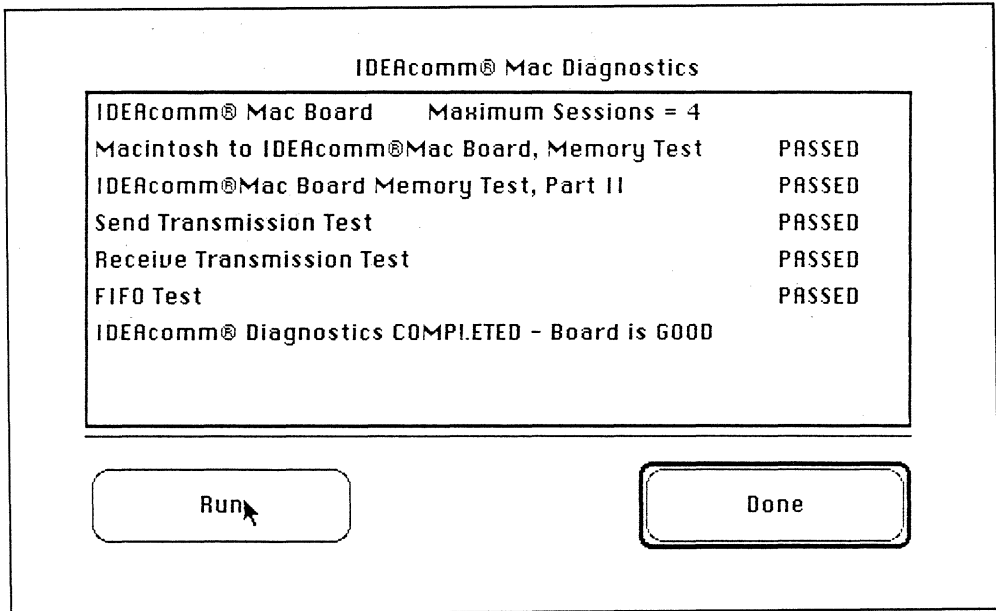 IDEAcomm® Mac Diagnostics
IDEAcomm® Mac Board Maximum Sessions = 4
Macintosh to IDEAcomm®Mac Board, Memory Test PASSED
IDEAcomm®Mac Board Memory Test, Part II PASSED
Send Transmission Test PASSED
Receive Transmission Test PASSED
FIFO Test PASSED
IDEAcomm® Diagnostics COMPLETED - Board is GOOD
Run Done